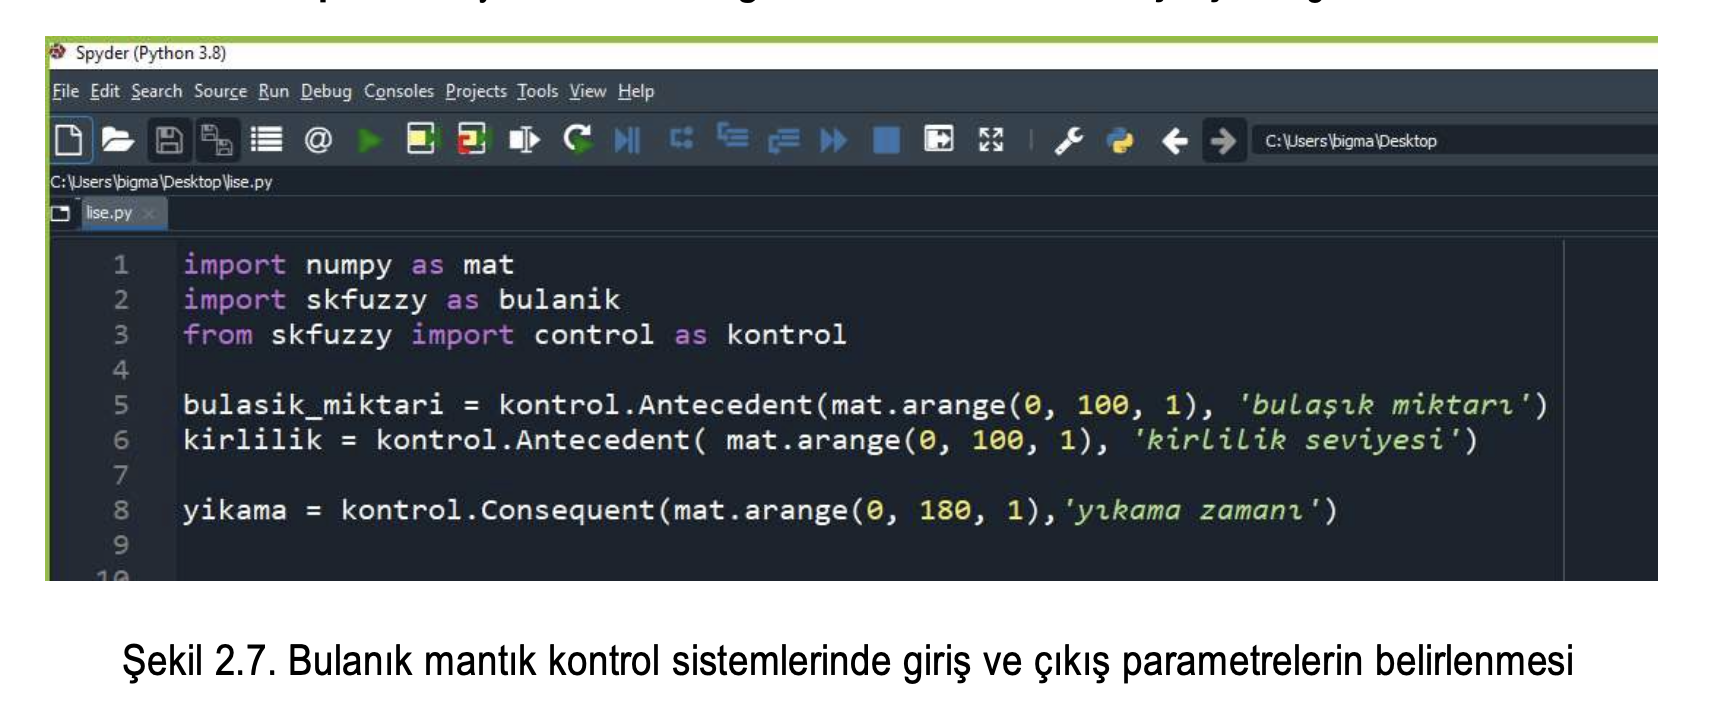 Spyder (Python 3.8)
File Edit Search Source Run Debug Consoles Projects Tools View Help
C:\Users\bigma\Desktop
C:\Users\bigma\Desktop\lise.py
lise.py
1 import numpy as mat
2 import skfuzzy as bulanik
3 from skfuzzy import control as kontrol
4
5 bulasik_miktari = kontrol.Antecedent(mat.arange(0, 100, 1), 'bulaşık miktarı')
6 kirlilik = kontrol.Antecedent( mat.arange(0, 100, 1), 'kirlilik seviyesi')
7
8 yikama = kontrol.Consequent(mat.arange(0, 180, 1),'yıkama zamanı')
9
10
Şekil 2.7. Bulanık mantık kontrol sistemlerinde giriş ve çıkış parametrelerin belirlenmesi